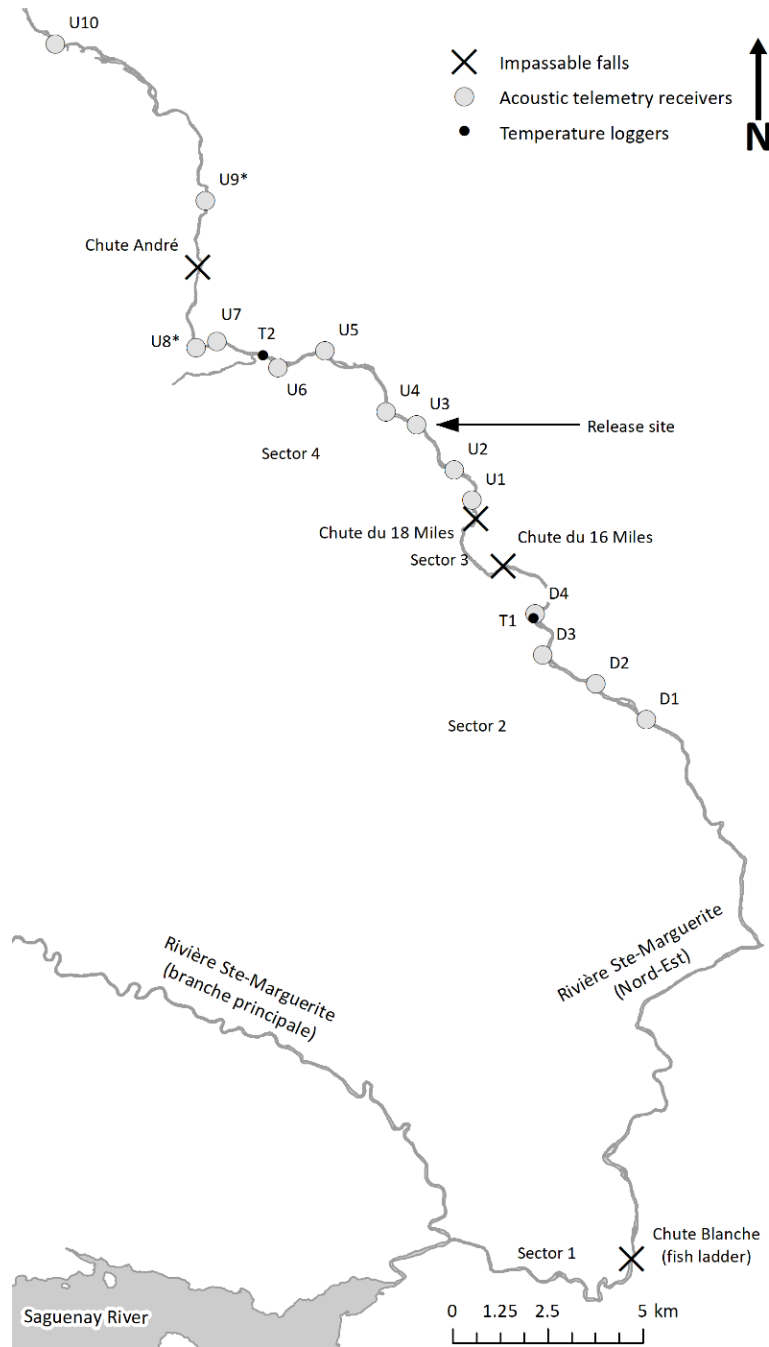 U10
Impassable falls
Acoustic telemetry receivers
N
Temperature loggers
U9*
Chute André
U7
U8*
T2
U5
U6
U4
U3
Release site
Sector 4
U2
U1
Chute du 18 Miles
Chute du 16 Miles
Sector 3
D4
T1
D3
D2
D1
Sector 2
Rivière Ste-Marguerite
(branche principale)
Rivière Ste-Marguerite
(Nord-Est)
Chute Blanche
(fish ladder)
Sector 1
Saguenay River
0 1.25 2.5 5 km